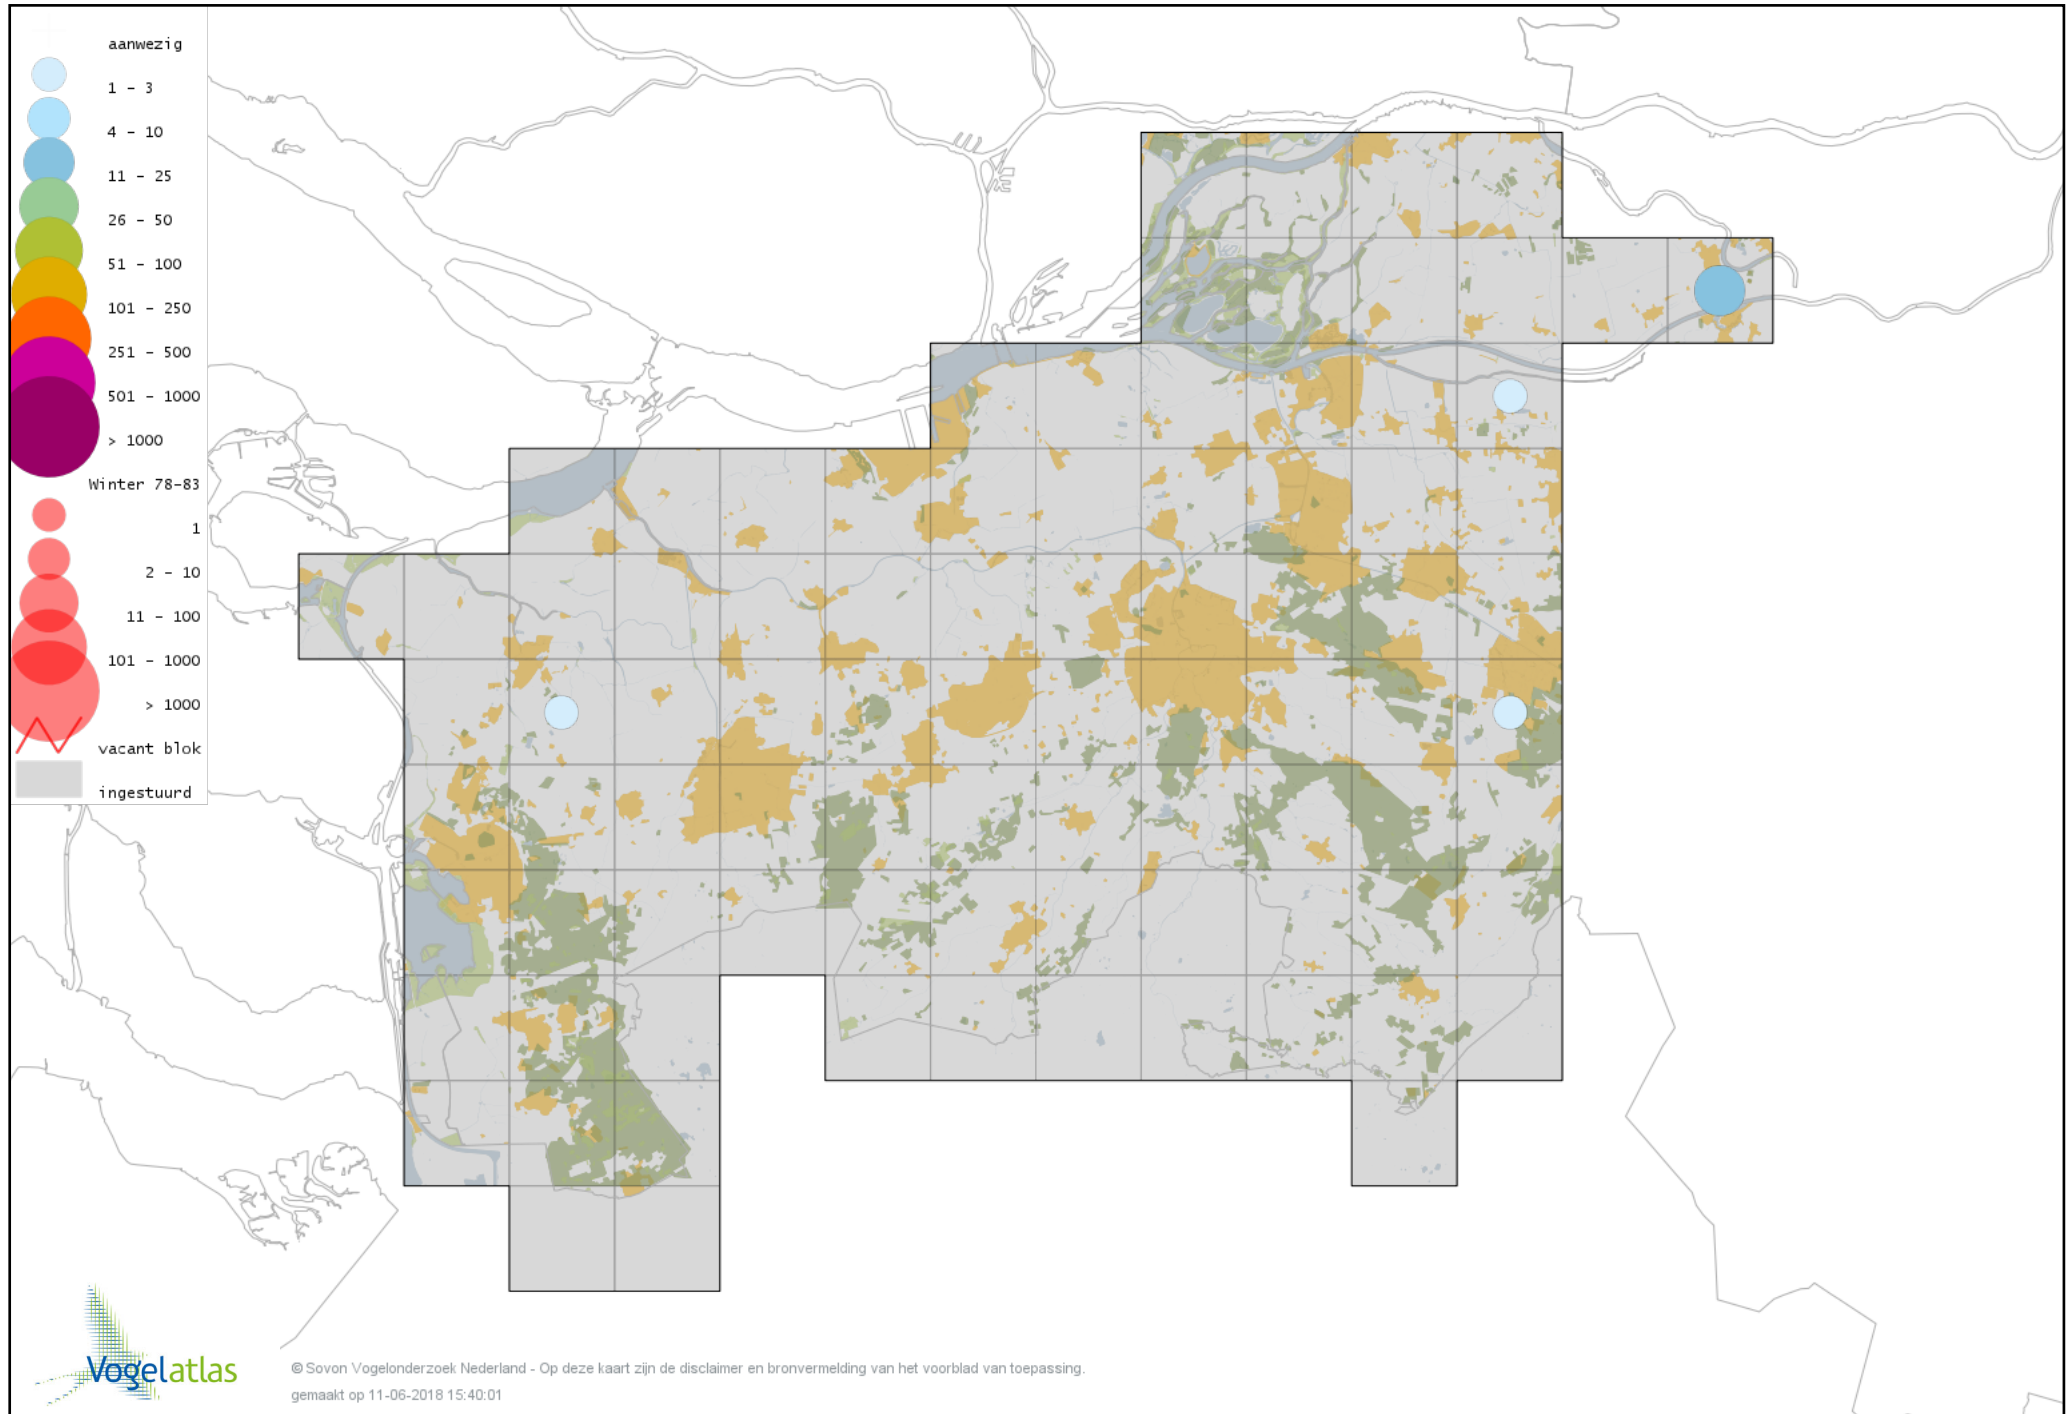 aanwezig
1 – 3
4 – 10
11 – 25
26 – 50
51 – 100
101 – 250
251 – 500
501 – 1000
> 1000
Winter 78-83
1
2 – 10
11 – 100
101 – 1000
> 1000
vacant blok
ingestuurd
Vogelatlas
© Sovon Vogelonderzoek Nederland - Op deze kaart zijn de disclaimer en bronvermelding van het voorblad van toepassing.
gemaakt op 11-06-2018 15:40:01